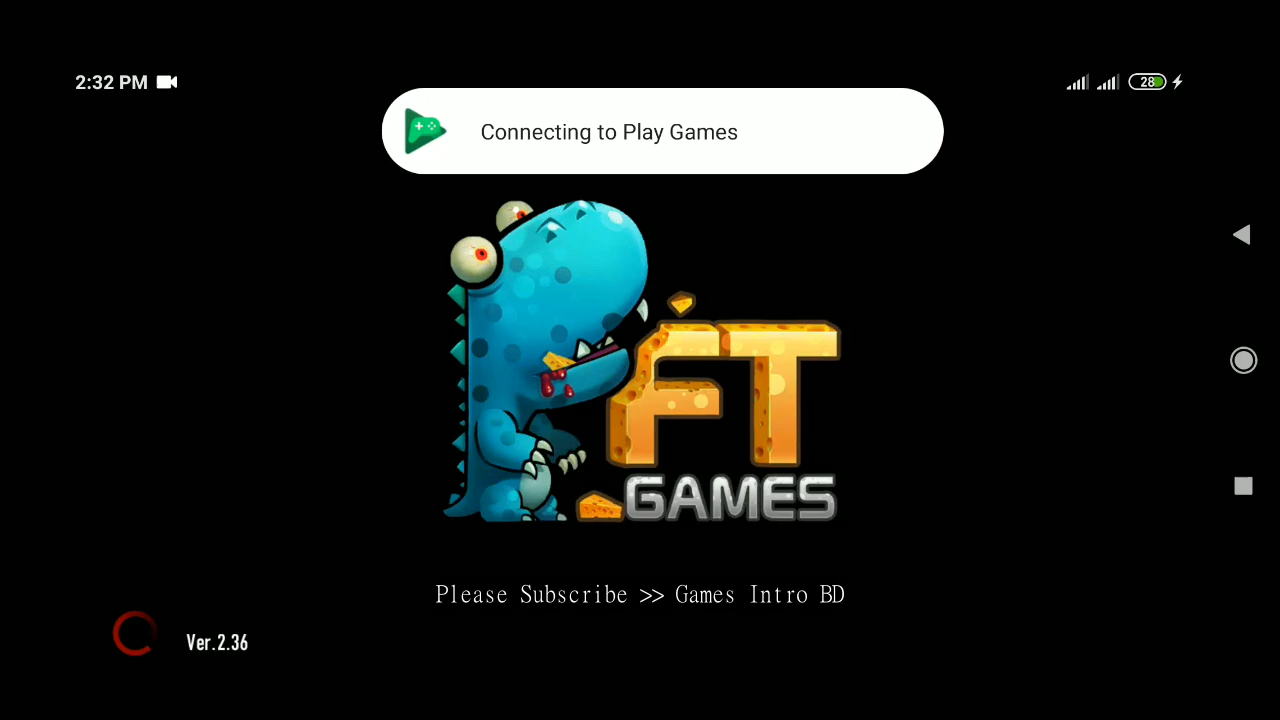 2:32 PM
28
Connecting to Play Games
FT
GAMES
Please Subscribe >> Games Intro BD
Ver.2.36